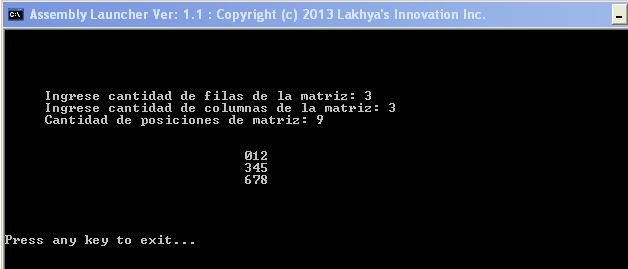 Assembly Launcher Ver: 1.1 : Copyright (c) 2013 Lakhya's Innovation Inc.
Ingrese cantidad de filas de la matriz: 3
Ingrese cantidad de columnas de la matriz: 3
Cantidad de posiciones de matriz: 9
012
345
678
Press any key to exit...